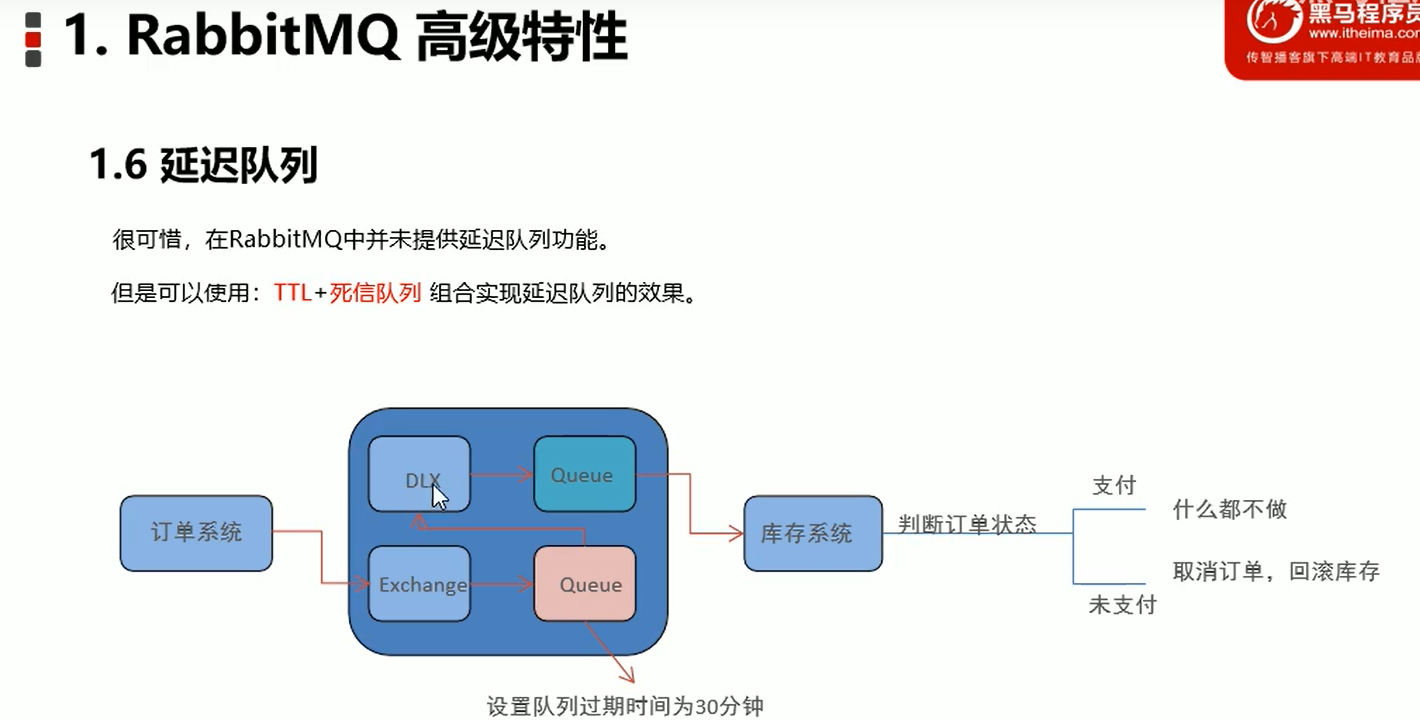 1. RabbitMQ 高级特性
黑马程序员
www.itheima.com
传智播客旗下高端IT教育品牌
1.6 延迟队列
很可惜，在RabbitMQ中并未提供延迟队列功能。
但是可以使用：TTL+死信队列 组合实现延迟队列的效果。
DLX
Queue
订单系统
Exchange
Queue
库存系统
判断订单状态
支付
什么都不做
取消订单，回滚库存
未支付
设置队列过期时间为30分钟